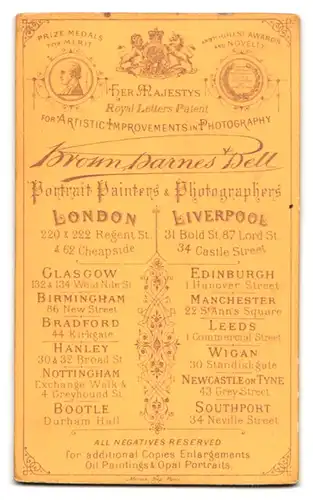 PRIZE MEDALS HIGHEST AWARDS
FOR MERIT AND NOVELTY
HER MAJESTYS
Royal Letters Patent
FOR ARTISTIC IMPROVEMENTS IN PHOTOGRAPHY
Brown, Barnes & Bell
Portrait Painters & Photographers
LONDON
220 & 222 Regent St.
& 62 Cheapside
LIVERPOOL
31 Bold St. 87 Lord St.
34 Castle Street
GLASGOW
132 & 134 West Nile St
BIRMINGHAM
86 New Street
BRADFORD
44 Kirkgate
HANLEY
30 & 32 Broad St
NOTTINGHAM
Exchange Walk &
4 Greyhound St.
BOOTLE
Durham Hall
EDINBURGH
1 Hanover Street
MANCHESTER
22 St Ann's Square
LEEDS
1 Commercial Street
WIGAN
30 Standishgate
NEWCASTLE ON TYNE
43 Grey Street
SOUTHPORT
34 Neville Street
ALL NEGATIVES RESERVED
for additional Copies Enlargements
Oil Paintings & Opal Portraits.